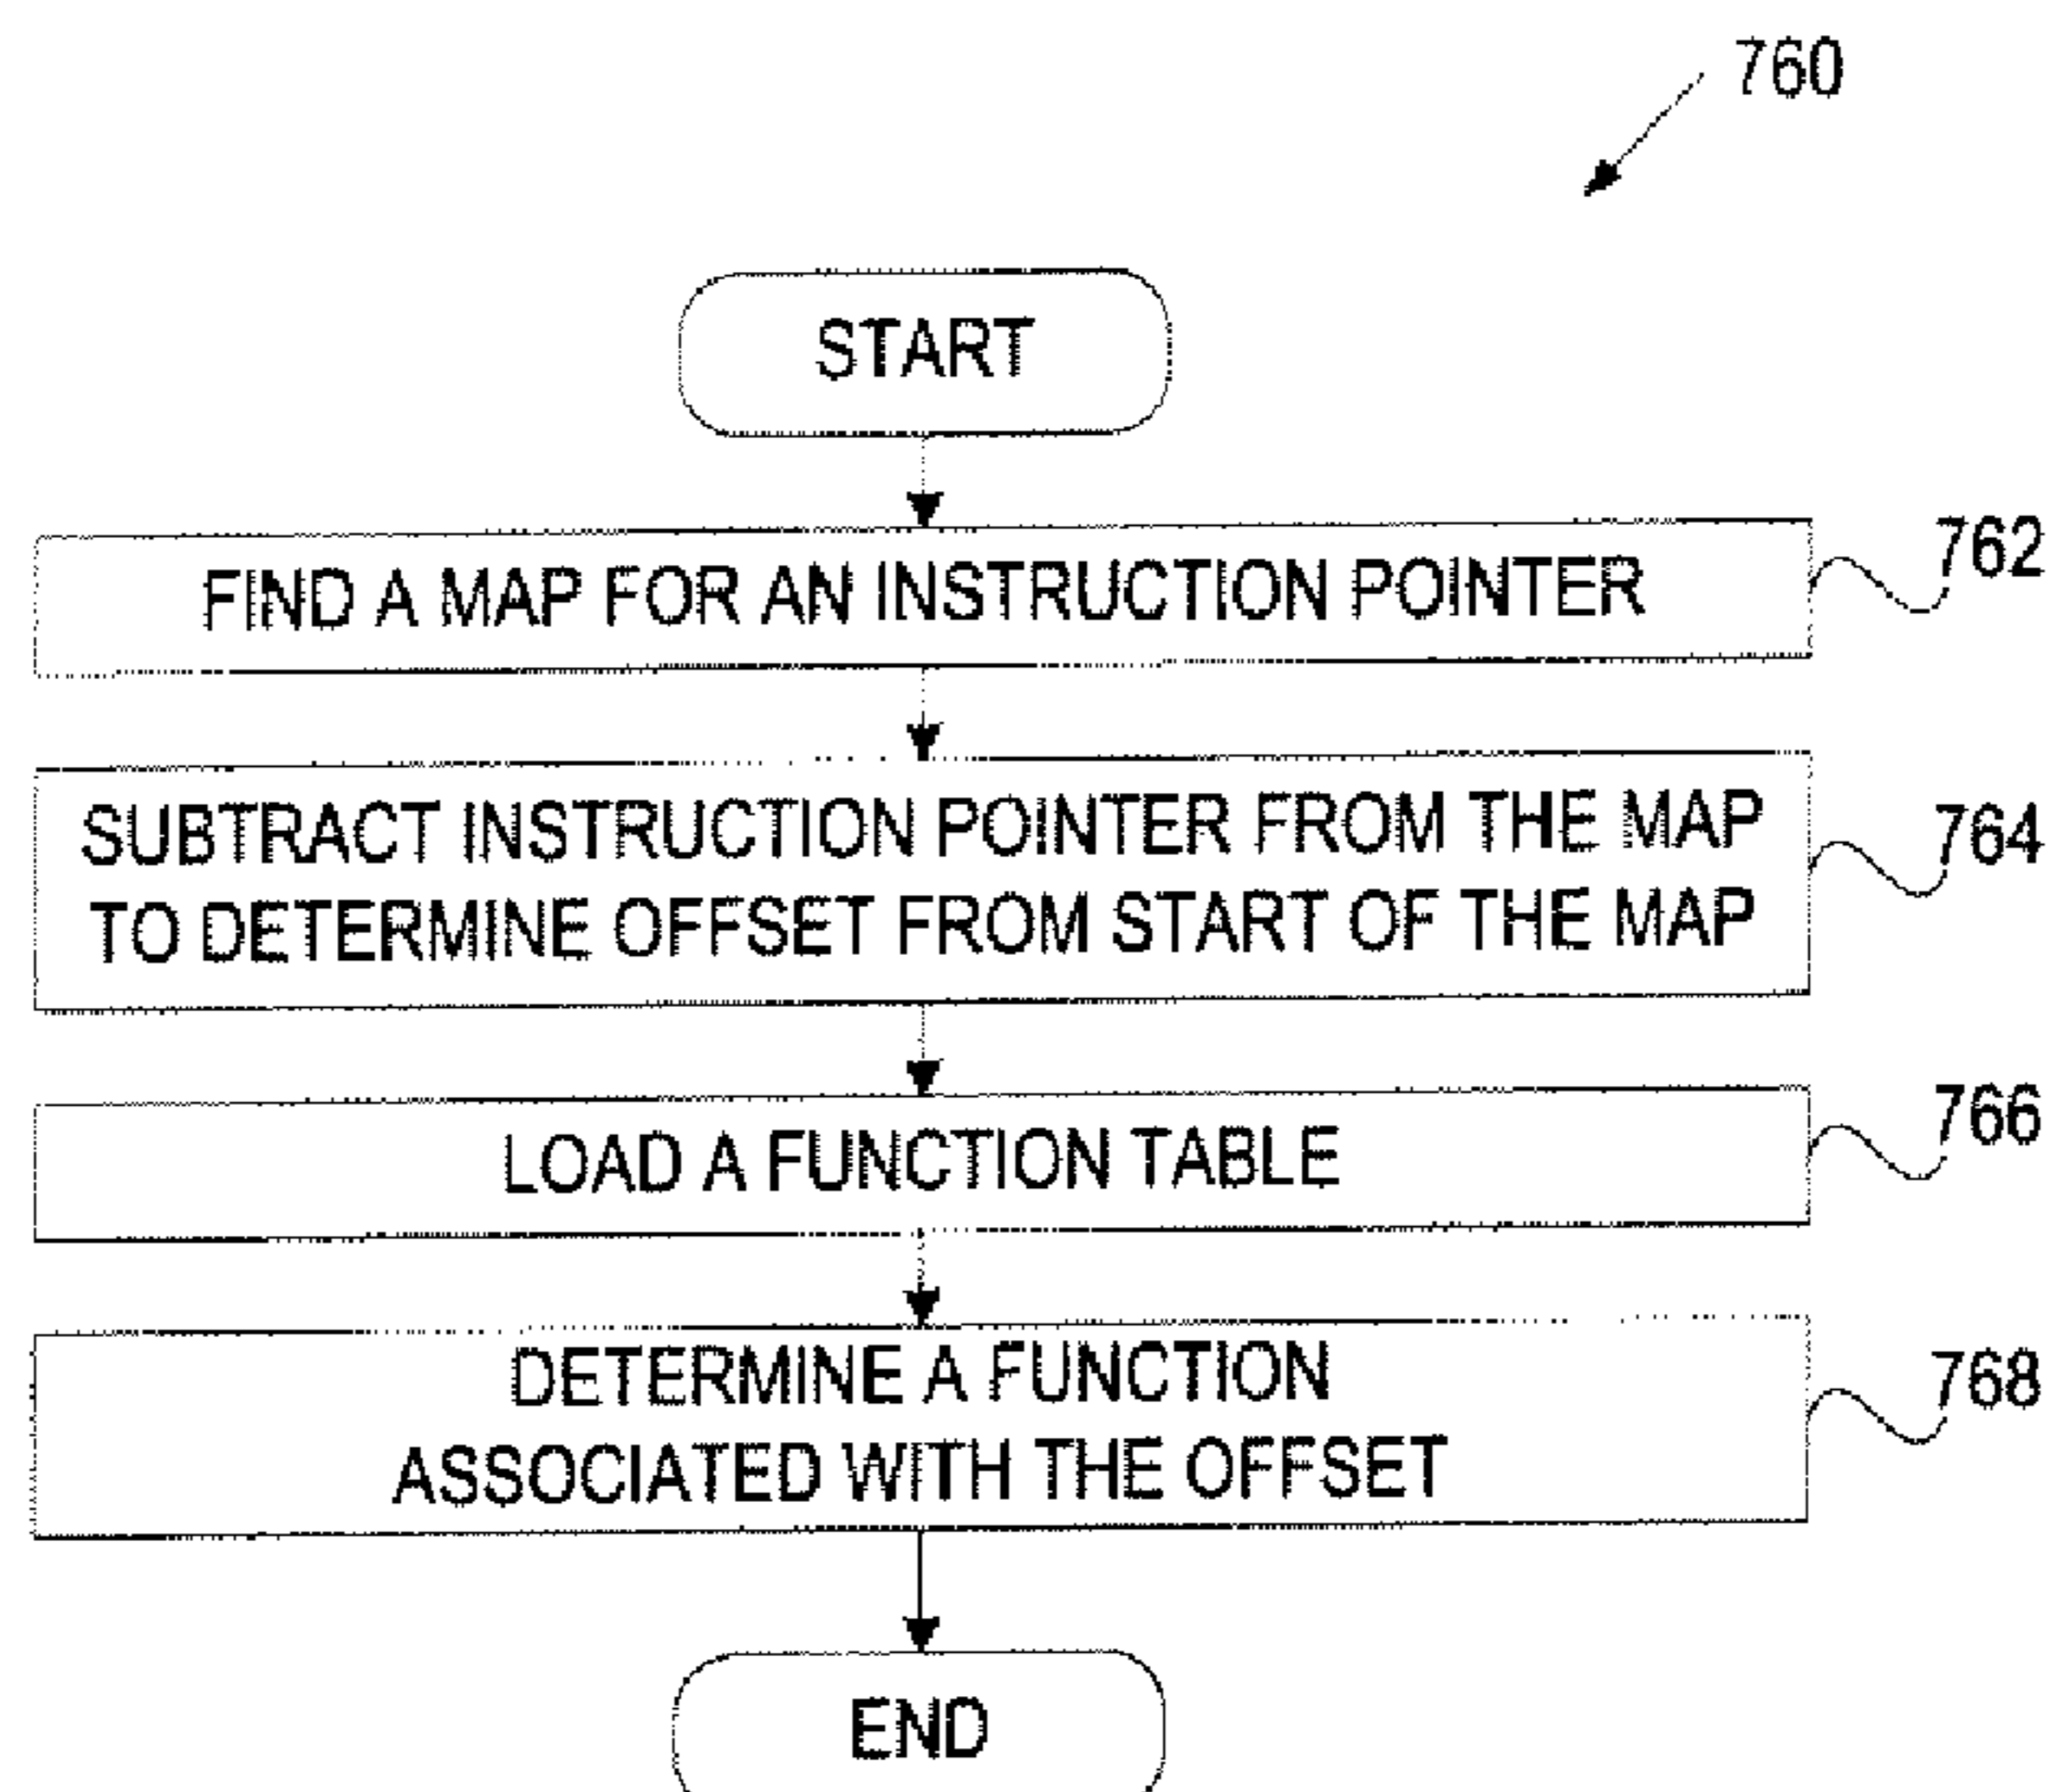 760
START
FIND A MAP FOR AN INSTRUCTION POINTER
762
SUBTRACT INSTRUCTION POINTER FROM THE MAP
TO DETERMINE OFFSET FROM START OF THE MAP
764
LOAD A FUNCTION TABLE
766
DETERMINE A FUNCTION
ASSOCIATED WITH THE OFFSET
768
END